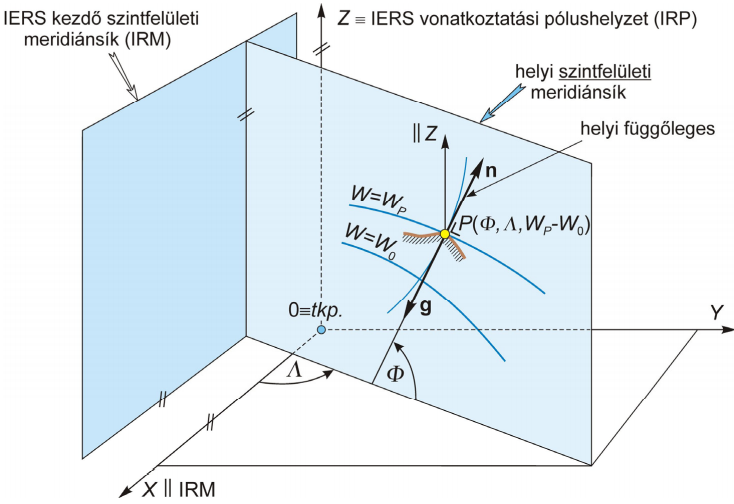 IERS kezdő szintfelületi
meridiánsík (IRM)
Z ≡ IERS vonatkoztatási pólushelyzet (IRP)
helyi szintfelületi
meridiánsík
helyi függőleges
|| Z
n
W=W_P
P(Φ, Λ, W_P-W_0)
W=W_0
g
0≡tkp.
Y
Λ
Φ
X || IRM